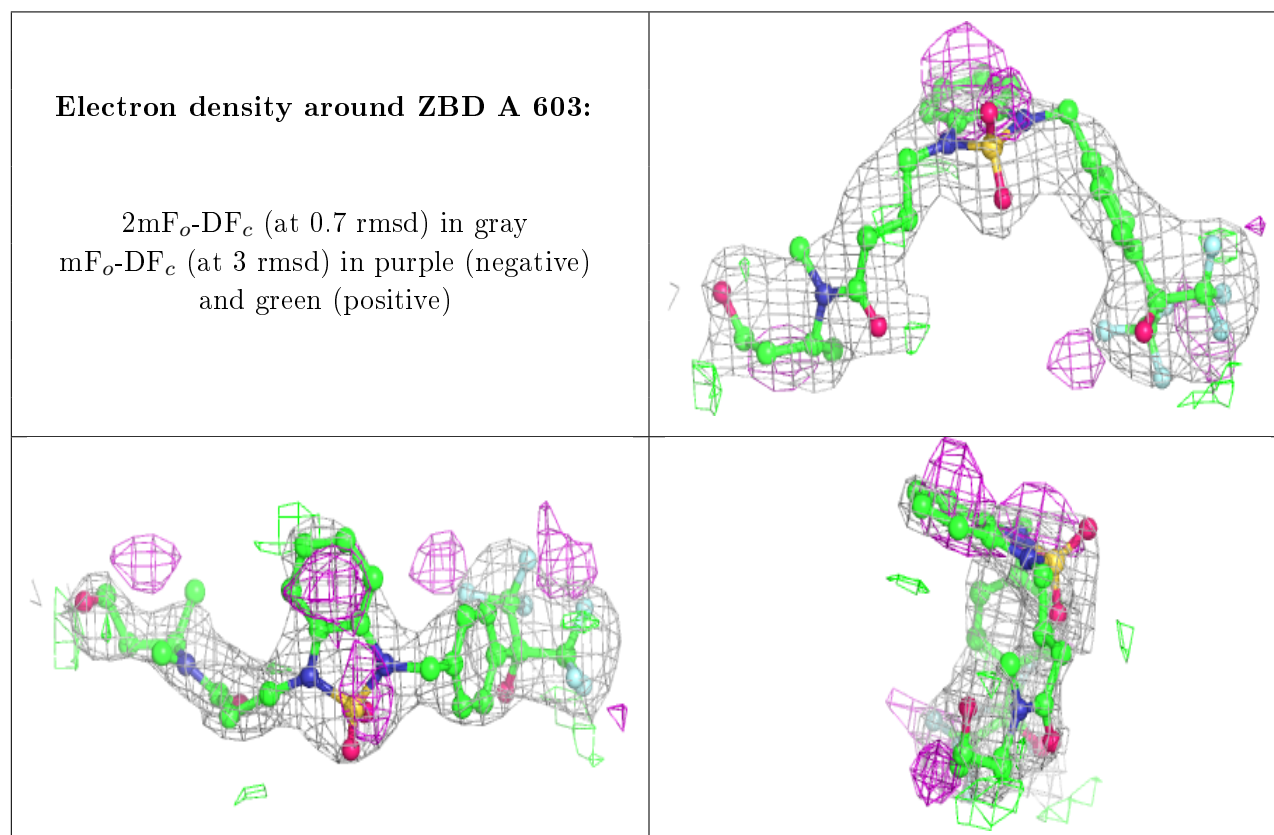 Electron density around ZBD A 603:
2mFₒ-DF𝒸 (at 0.7 rmsd) in gray
mFₒ-DF𝒸 (at 3 rmsd) in purple (negative)
and green (positive)